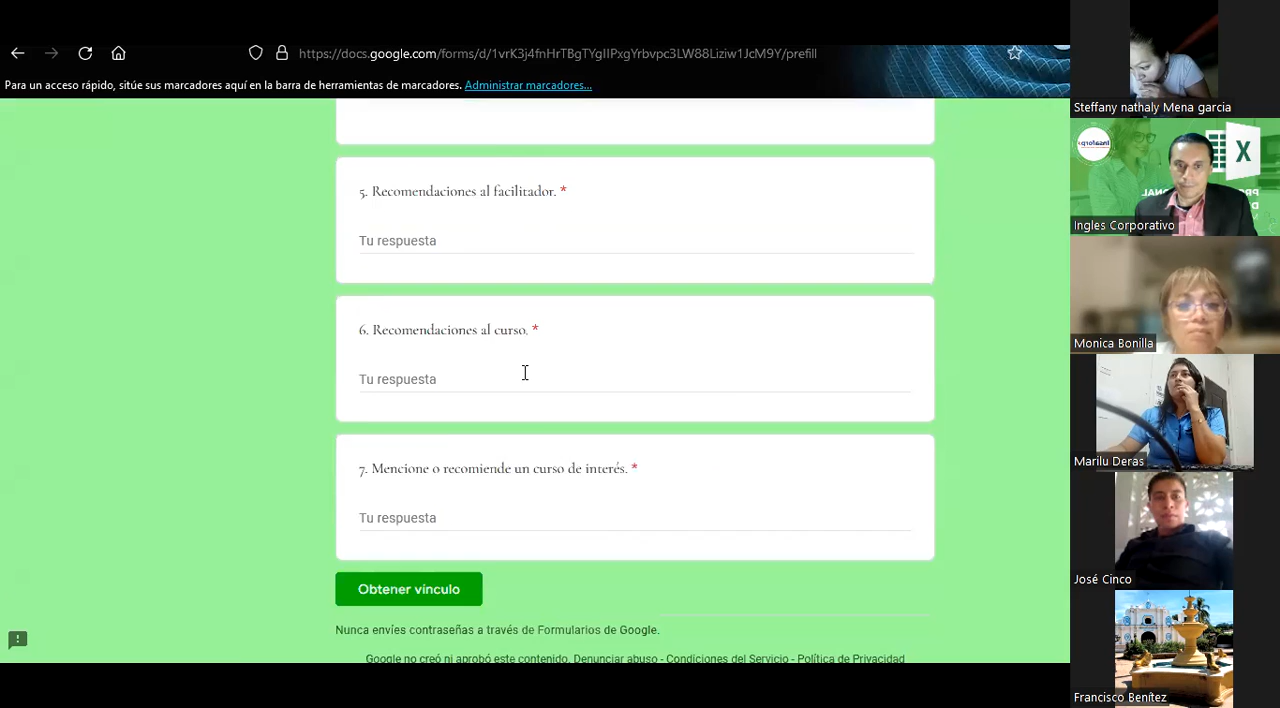 https://docs.google.com/forms/d/1vrK3j4fnHrTBgTYgIIPxgYrbvpc3LW88Liziw1JcM9Y/prefill
Para un acceso rápido, sitúe sus marcadores aquí en la barra de herramientas de marcadores. Administrar marcadores...
5. Recomendaciones al facilitador. *
Tu respuesta
6. Recomendaciones al curso. *
Tu respuesta
7. Mencione o recomiende un curso de interés. *
Tu respuesta
Obtener vínculo
Nunca envíes contraseñas a través de Formularios de Google.
Google no creó ni aprobó este contenido. Denunciar abuso - Condiciones del Servicio - Política de Privacidad
Steffany nathaly Mena garcia
X
Ingles Corporativo
Monica Bonilla
Marilu Deras
José Cinco
Francisco Benítez